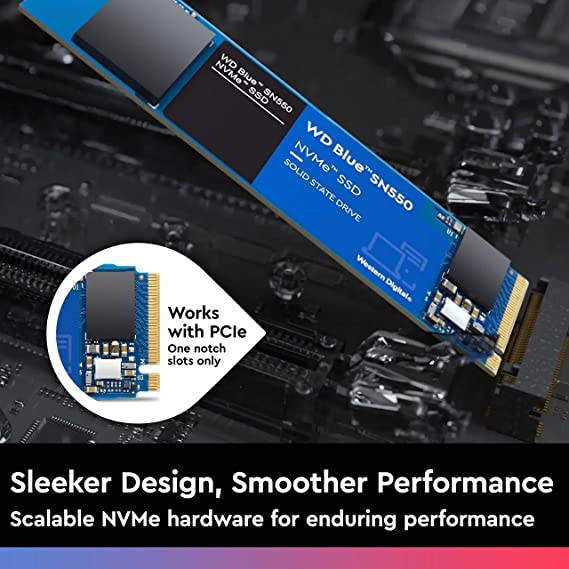 WD Blue™ SN550
NVMe™ SSD
WD Blue™ SN550
NVMe™ SSD
SOLID STATE DRIVE
Western Digital®
Works
with PCIe
One notch
slots only
Sleeker Design, Smoother Performance
Scalable NVMe hardware for enduring performance